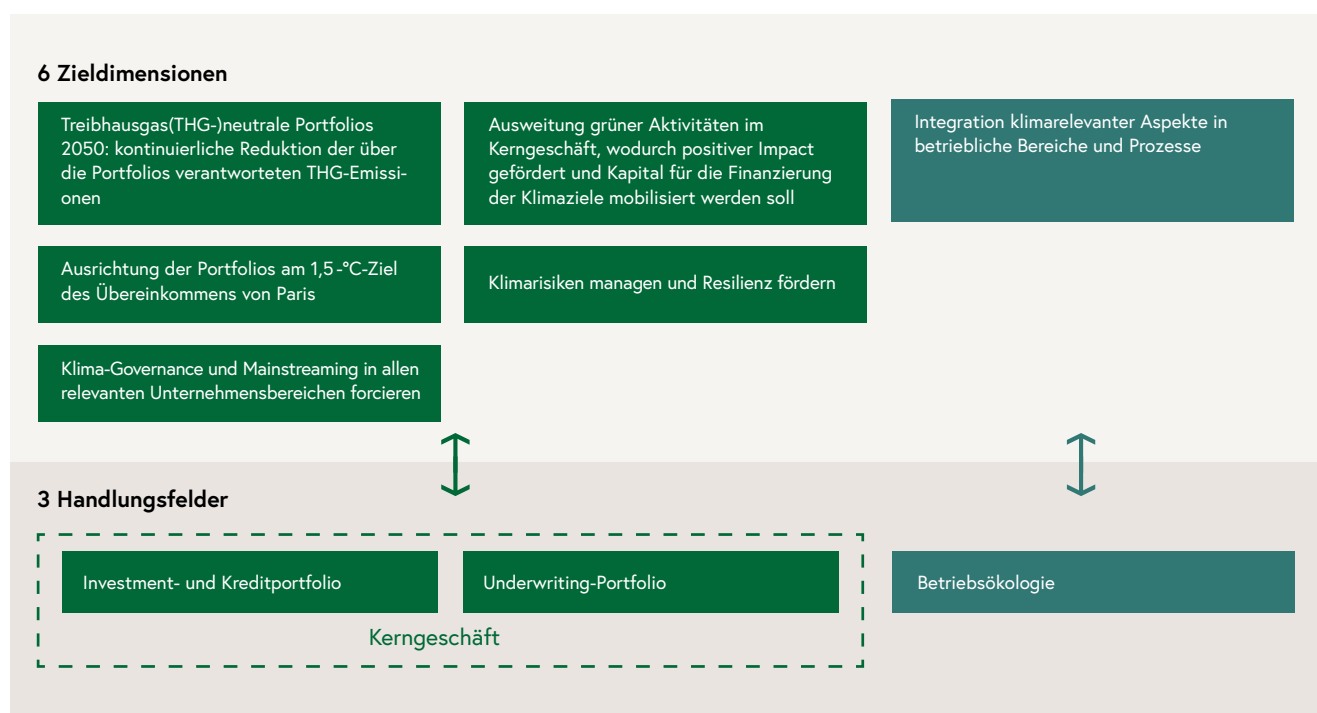 6 Zieldimensionen
Treibhausgas(THG-)neutrale Portfolios
2050: kontinuierliche Reduktion der über
die Portfolios verantworteten THG-Emissi-
onen
Ausweitung grüner Aktivitäten im
Kerngeschäft, wodurch positiver Impact
gefördert und Kapital für die Finanzierung
der Klimaziele mobilisiert werden soll
Integration klimarelevanter Aspekte in
betriebliche Bereiche und Prozesse
Ausrichtung der Portfolios am 1,5-°C-Ziel
des Übereinkommens von Paris
Klimarisiken managen und Resilienz fördern
Klima-Governance und Mainstreaming in allen
relevanten Unternehmensbereichen forcieren
3 Handlungsfelder
Investment- und Kreditportfolio
Underwriting-Portfolio
Betriebsökologie
Kerngeschäft